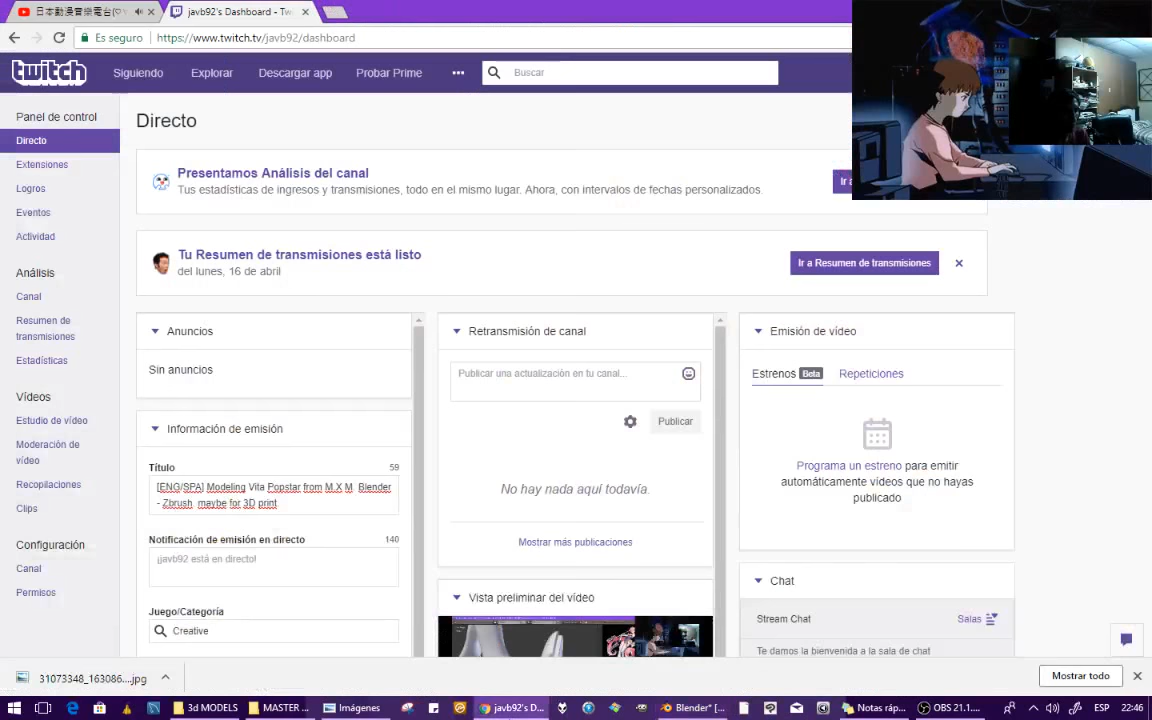 日本動漫音樂電台
javb92's Dashboard - Tw
Es seguro
https://www.twitch.tv/javb92/dashboard
twitch
Siguiendo
Explorar
Descargar app
Probar Prime
Buscar
Panel de control
Directo
Extensiones
Logros
Eventos
Actividad
Análisis
Canal
Resumen de
transmisiones
Estadísticas
Vídeos
Estudio de vídeo
Moderación de
vídeo
Recopilaciones
Clips
Configuración
Canal
Permisos
Directo
Presentamos Análisis del canal
Tus estadísticas de ingresos y transmisiones, todo en el mismo lugar. Ahora, con intervalos de fechas personalizados.
Ir a
Tu Resumen de transmisiones está listo
del lunes, 16 de abril
Ir a Resumen de transmisiones
Anuncios
Sin anuncios
Información de emisión
Título 59
[ENG/SPA] Modeling Vita Popstar from M.X M Blender
- Zbrush maybe for 3D print
Notificación de emisión en directo 140
¡javb92 está en directo!
Juego/Categoría
Creative
Retransmisión de canal
Publicar una actualización en tu canal...
Publicar
No hay nada aquí todavía.
Mostrar más publicaciones
Vista preliminar del vídeo
Emisión de vídeo
Estrenos Beta Repeticiones
Programa un estreno para emitir
automáticamente vídeos que no hayas
publicado
Chat
Stream Chat Salas
Te damos la bienvenida a la sala de chat
31073348_163086....jpg
Mostrar todo
3d MODELS
MASTER ...
Imágenes
javb92's D...
Blender* [...
Notas ráp...
OBS 21.1....
ESP
22:46